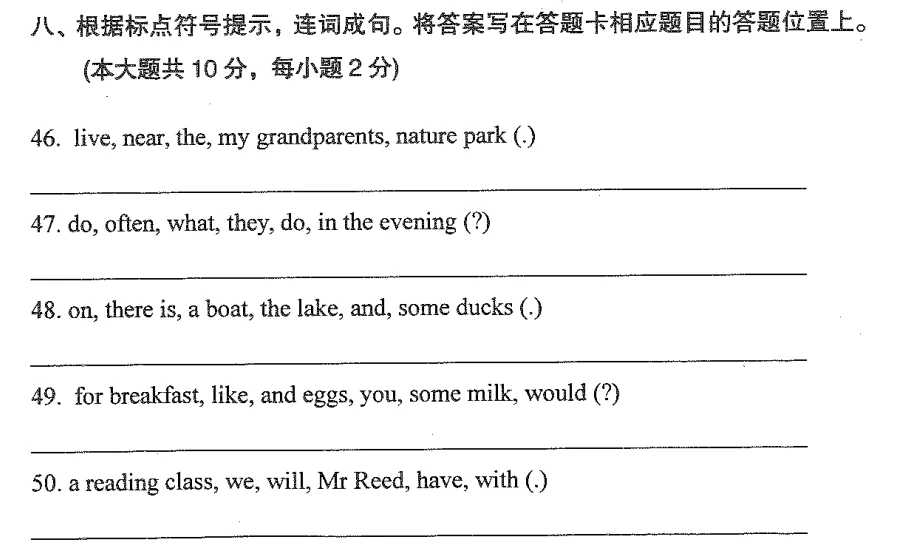 八、根据标点符号提示，连词成句。将答案写在答题卡相应题目的答题位置上。
(本大题共 10 分，每小题 2 分)
46. live, near, the, my grandparents, nature park (.)
47. do, often, what, they, do, in the evening (?)
48. on, there is, a boat, the lake, and, some ducks (.)
49. for breakfast, like, and eggs, you, some milk, would (?)
50. a reading class, we, will, Mr Reed, have, with (.)